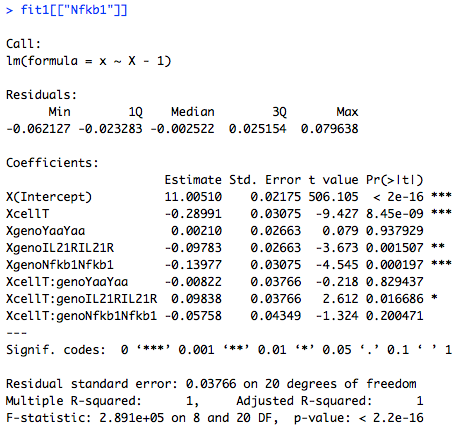 > fit1[["Nfkb1"]]
Call:
lm(formula = x ~ X - 1)
Residuals:
Min 1Q Median 3Q Max
-0.062127 -0.023283 -0.002522 0.025154 0.079638
Coefficients:
Estimate Std. Error t value Pr(>|t|)
X(Intercept) 11.00510 0.02175 506.105 < 2e-16 ***
XcellT -0.28991 0.03075 -9.427 8.45e-09 ***
XgenoYaaYaa 0.00210 0.02663 0.079 0.937929
XgenoIL21RIL21R -0.09783 0.02663 -3.673 0.001507 **
XgenoNfkb1Nfkb1 -0.13977 0.03075 -4.545 0.000197 ***
XcellT:genoYaaYaa -0.00822 0.03766 -0.218 0.829437
XcellT:genoIL21RIL21R 0.09838 0.03766 2.612 0.016686 *
XcellT:genoNfkb1Nfkb1 -0.05758 0.04349 -1.324 0.200471
---
Signif. codes: 0 ‘***’ 0.001 ‘**’ 0.01 ‘*’ 0.05 ‘.’ 0.1 ‘ ’ 1
Residual standard error: 0.03766 on 20 degrees of freedom
Multiple R-squared: 1, Adjusted R-squared: 1
F-statistic: 2.891e+05 on 8 and 20 DF, p-value: < 2.2e-16